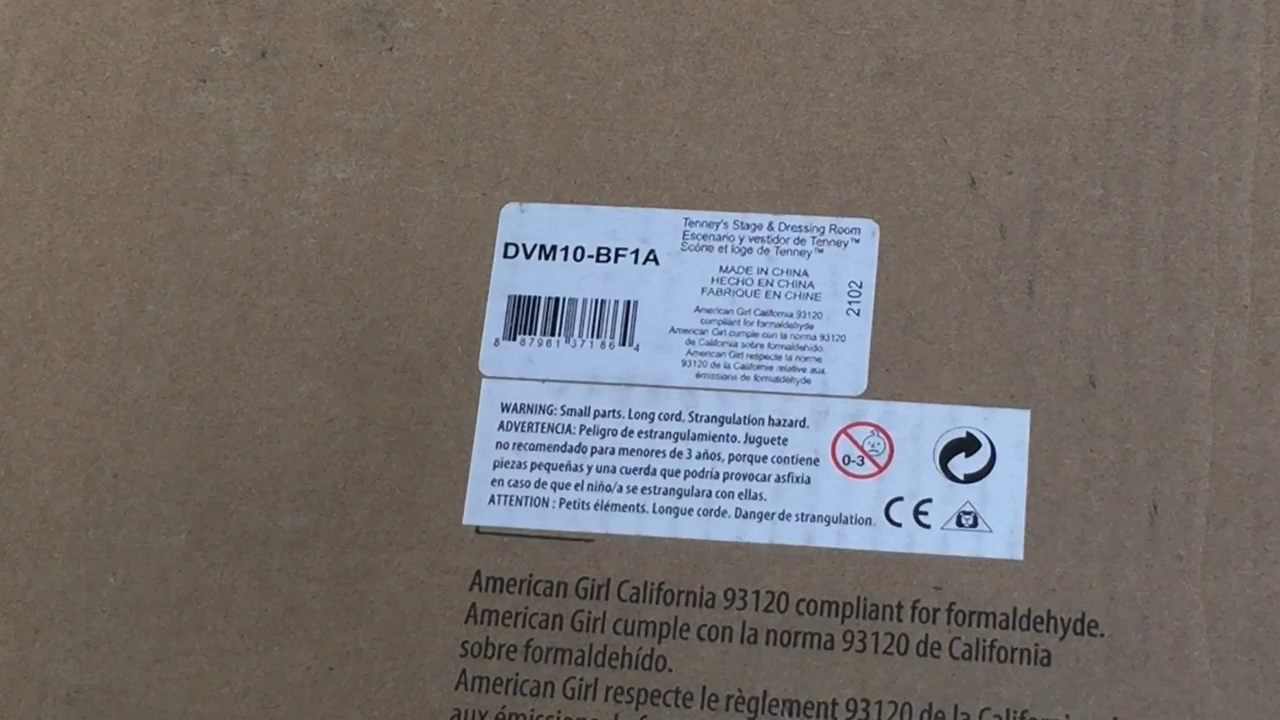 DVM10-BF1A
8 87961 37186 4
Tenney's Stage & Dressing Room
Escenario y vestidor de Tenney™
Scène et loge de Tenney™
MADE IN CHINA
HECHO EN CHINA
FABRIQUÉ EN CHINE
2102
American Girl California 93120
compliant for formaldehyde
American Girl cumple con la norma 93120
de California sobre formaldehído
American Girl respecte la norme
93120 de la Californie relative aux
émissions de formaldéhyde
WARNING: Small parts. Long cord. Strangulation hazard.
ADVERTENCIA: Peligro de estrangulamiento. Juguete
no recomendado para menores de 3 años, porque contiene
piezas pequeñas y una cuerda que podría provocar asfixia
en caso de que el niño/a se estrangulara con ellas.
ATTENTION : Petits éléments. Longue corde. Danger de strangulation.
0-3
CE
American Girl California 93120 compliant for formaldehyde.
American Girl cumple con la norma 93120 de California
sobre formaldehído.
American Girl respecte le règlement 93120 de la
aux